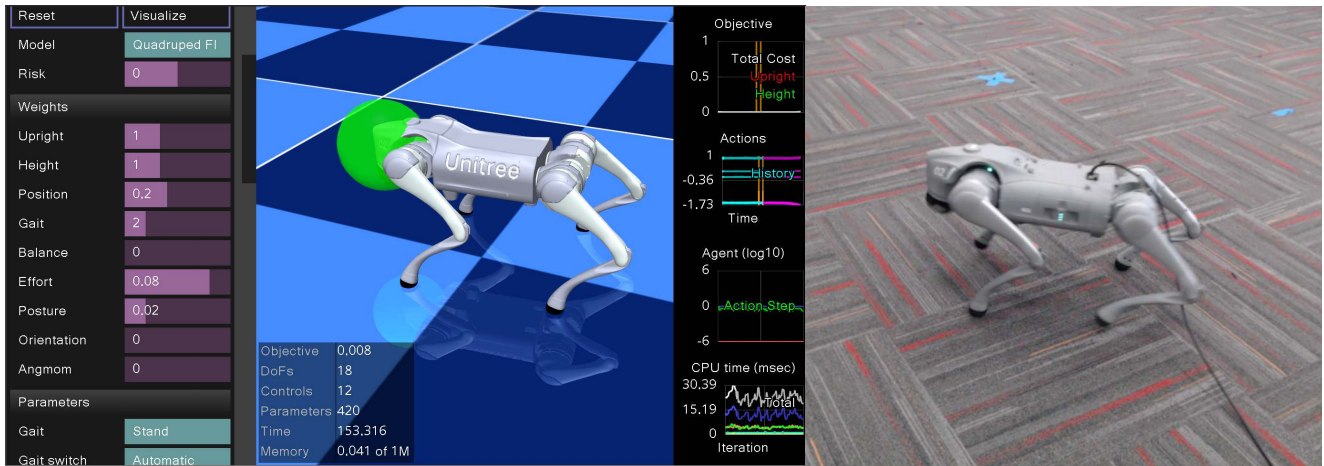 Reset Visualize
Model Quadruped Fl
Risk 0
Weights
Upright 1
Height 1
Position 0.2
Gait 2
Balance 0
Effort 0.08
Posture 0.02
Orientation 0
Angmom 0
Parameters
Gait Stand
Gait switch Automatic
Unitree
Objective 0.008
DoFs 18
Controls 12
Parameters 420
Time 153.316
Memory 0.041 of 1M
Objective
1
Total Cost
0.5 Upright
Height
0
Actions
1
History
-0.36
-1.73
Time
Agent (log10)
6
0 Action Step
-6
CPU time (msec)
30.39
Total
15.19
0
Iteration